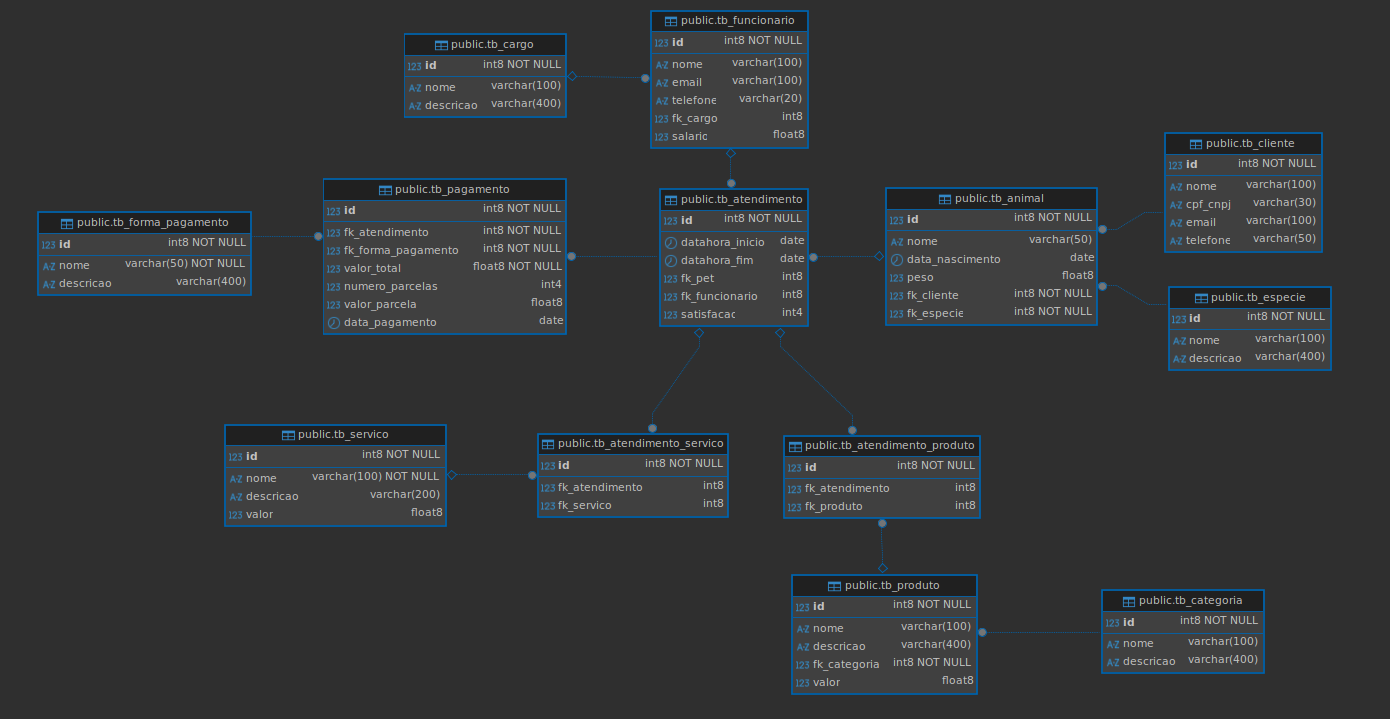 public.tb_funcionario
123 id int8 NOT NULL
A-Z nome varchar(100)
A-Z email varchar(100)
A-Z telefone varchar(20)
123 fk_cargo int8
123 salario float8
public.tb_cargo
123 id int8 NOT NULL
A-Z nome varchar(100)
A-Z descricao varchar(400)
public.tb_cliente
123 id int8 NOT NULL
A-Z nome varchar(100)
A-Z cpf_cnpj varchar(30)
A-Z email varchar(100)
A-Z telefone varchar(50)
public.tb_pagamento
123 id int8 NOT NULL
123 fk_atendimento int8 NOT NULL
123 fk_forma_pagamento int8 NOT NULL
123 valor_total float8 NOT NULL
123 numero_parcelas int4
123 valor_parcela float8
data_pagamento date
public.tb_atendimento
123 id int8 NOT NULL
datahora_inicio date
datahora_fim date
123 fk_pet int8
123 fk_funcionario int8
123 satisfacac int4
public.tb_animal
123 id int8 NOT NULL
A-Z nome varchar(50)
data_nascimento date
123 peso float8
123 fk_cliente int8 NOT NULL
123 fk_especie int8 NOT NULL
public.tb_forma_pagamento
123 id int8 NOT NULL
A-Z nome varchar(50) NOT NULL
A-Z descricao varchar(400)
public.tb_especie
123 id int8 NOT NULL
A-Z nome varchar(100)
A-Z descricao varchar(400)
public.tb_servico
123 id int8 NOT NULL
A-Z nome varchar(100) NOT NULL
A-Z descricao varchar(200)
123 valor float8
public.tb_atendimento_servico
123 id int8 NOT NULL
123 fk_atendimento int8
123 fk_servico int8
public.tb_atendimento_produto
123 id int8 NOT NULL
123 fk_atendimento int8
123 fk_produto int8
public.tb_produto
123 id int8 NOT NULL
A-Z nome varchar(100)
A-Z descricao varchar(400)
123 fk_categoria int8 NOT NULL
123 valor float8
public.tb_categoria
123 id int8 NOT NULL
A-Z nome varchar(100)
A-Z descricao varchar(400)